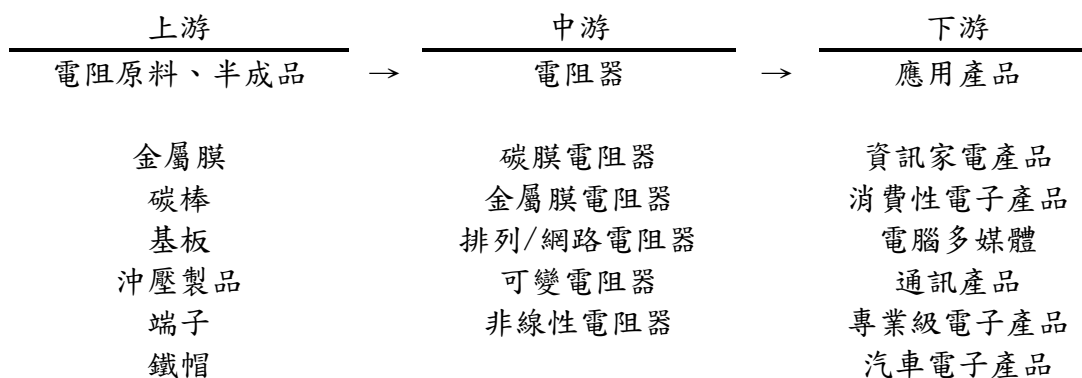 上游 中游 下游
電阻原料、半成品 → 電阻器 → 應用產品
金屬膜 碳膜電阻器 資訊家電產品
碳棒 金屬膜電阻器 消費性電子產品
基板 排列/網路電阻器 電腦多媒體
沖壓製品 可變電阻器 通訊產品
端子 非線性電阻器 專業級電子產品
鐵帽 汽車電子產品